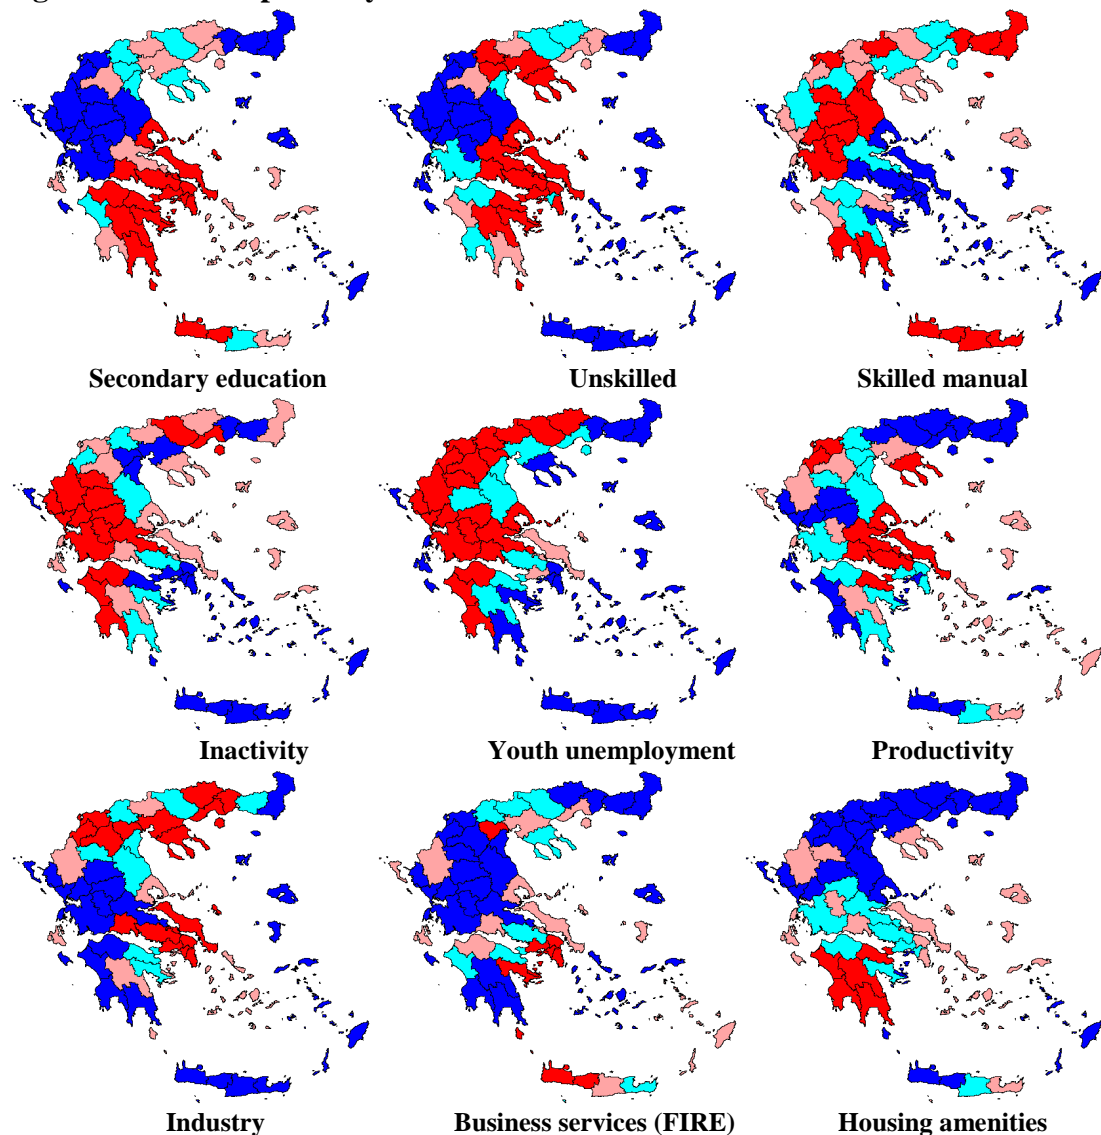 Secondary education Unskilled Skilled manual
Inactivity Youth unemployment Productivity
Industry Business services (FIRE) Housing amenities